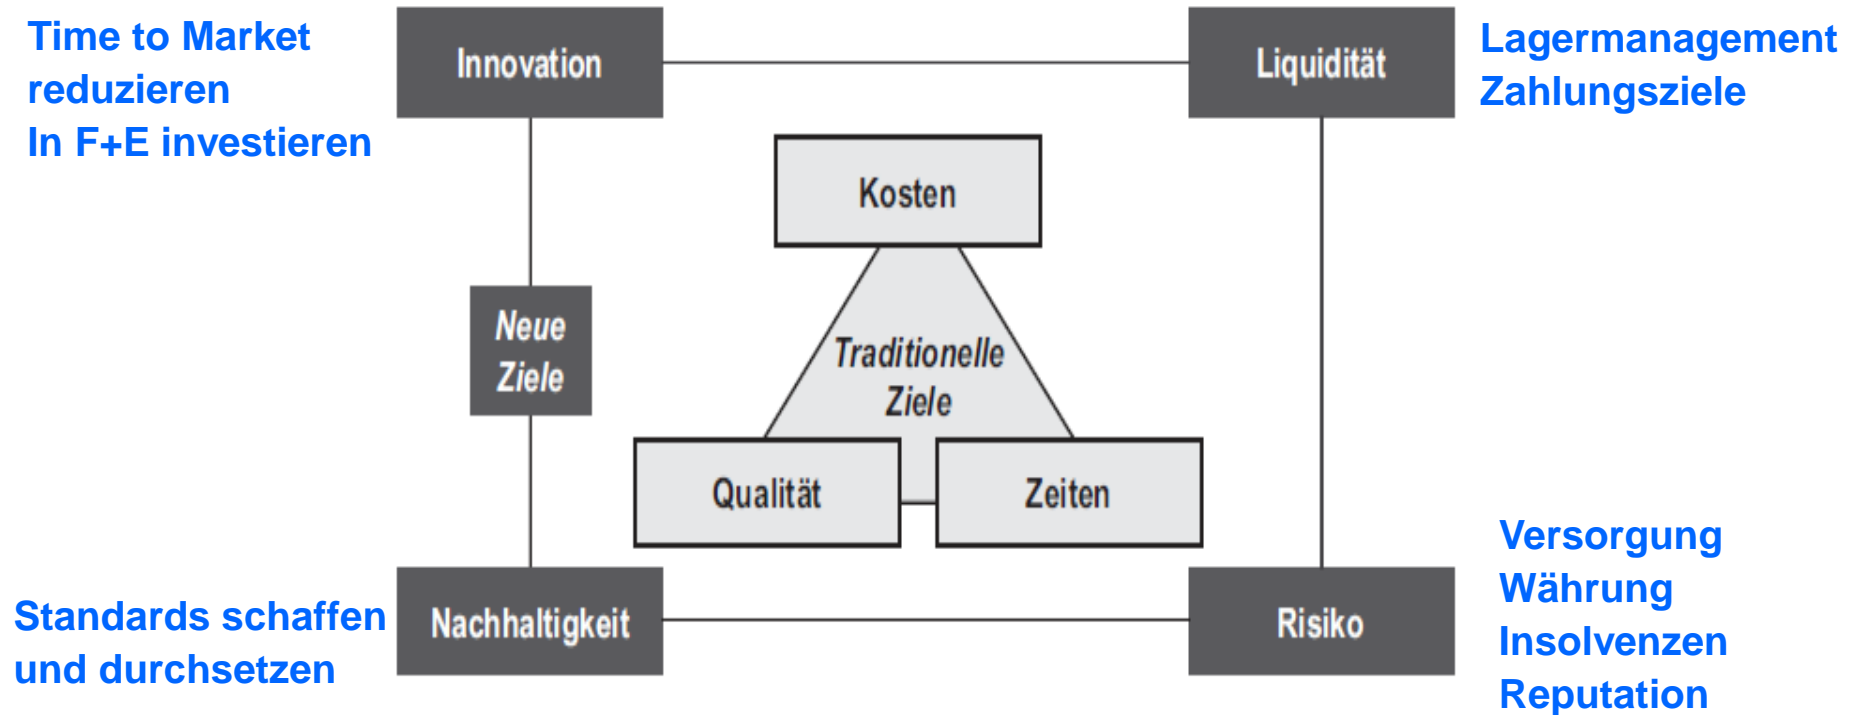 Time to Market
reduzieren
In F+E investieren
Innovation
Liquidität
Lagermanagement
Zahlungsziele
Kosten
Neue
Ziele
Traditionelle
Ziele
Qualität
Zeiten
Standards schaffen
und durchsetzen
Nachhaltigkeit
Risiko
Versorgung
Währung
Insolvenzen
Reputation